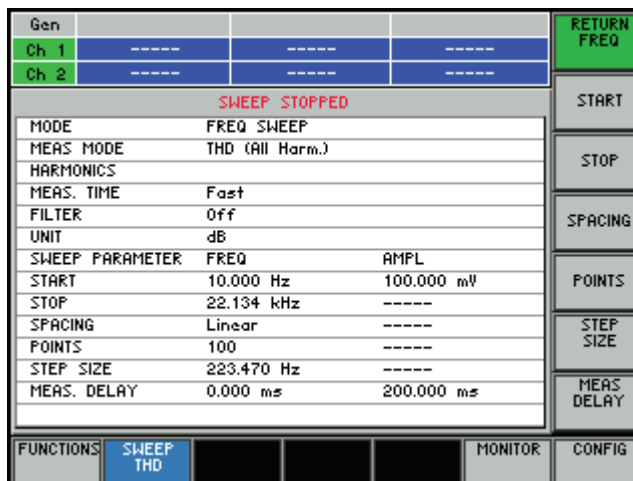 Gen
Ch 1 ----- ----- -----
Ch 2 ----- ----- -----
SWEEP STOPPED
MODE FREQ SWEEP
MEAS MODE THD (All Harm.)
HARMONICS
MEAS. TIME Fast
FILTER Off
UNIT dB
SWEEP PARAMETER FREQ AMPL
START 10.000 Hz 100.000 mV
STOP 22.134 kHz -----
SPACING Linear -----
POINTS 100 -----
STEP SIZE 223.470 Hz -----
MEAS. DELAY 0.000 ms 200.000 ms
RETURN
FREQ
START
STOP
SPACING
POINTS
STEP
SIZE
MEAS
DELAY
FUNCTIONS
SWEEP
THD
MONITOR
CONFIG